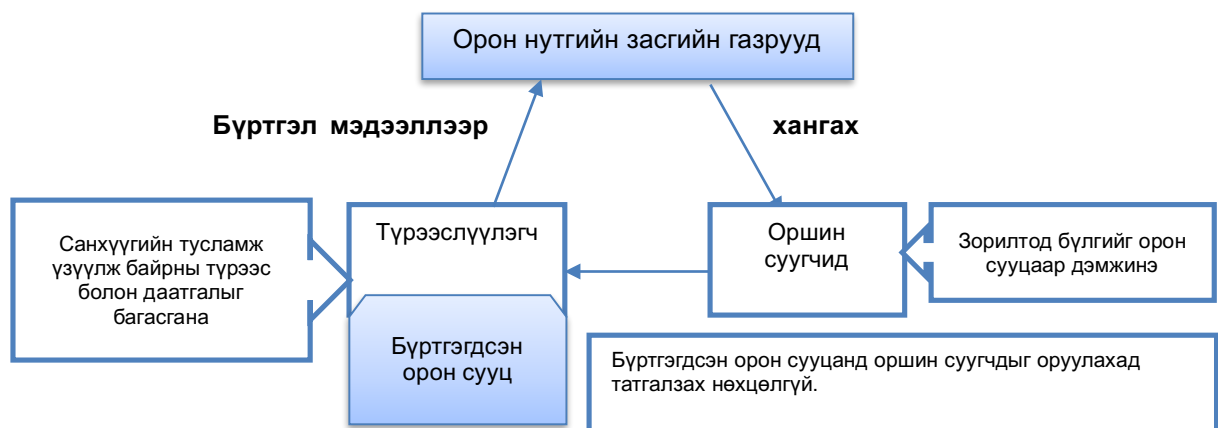 Орон нутгийн засгийн газрууд
Бүртгэл мэдээллээр
хангах
Санхүүгийн тусламж
үзүүлж байрны түрээс
болон даатгалыг
багасгана
Түрээслүүлэгч
Оршин
суугчид
Зорилтод бүлгийг орон
сууцаар дэмжинэ
Бүртгэгдсэн
орон сууц
Бүртгэгдсэн орон сууцанд оршин суугчдыг оруулахад
татгалзах нөхцөлгүй.